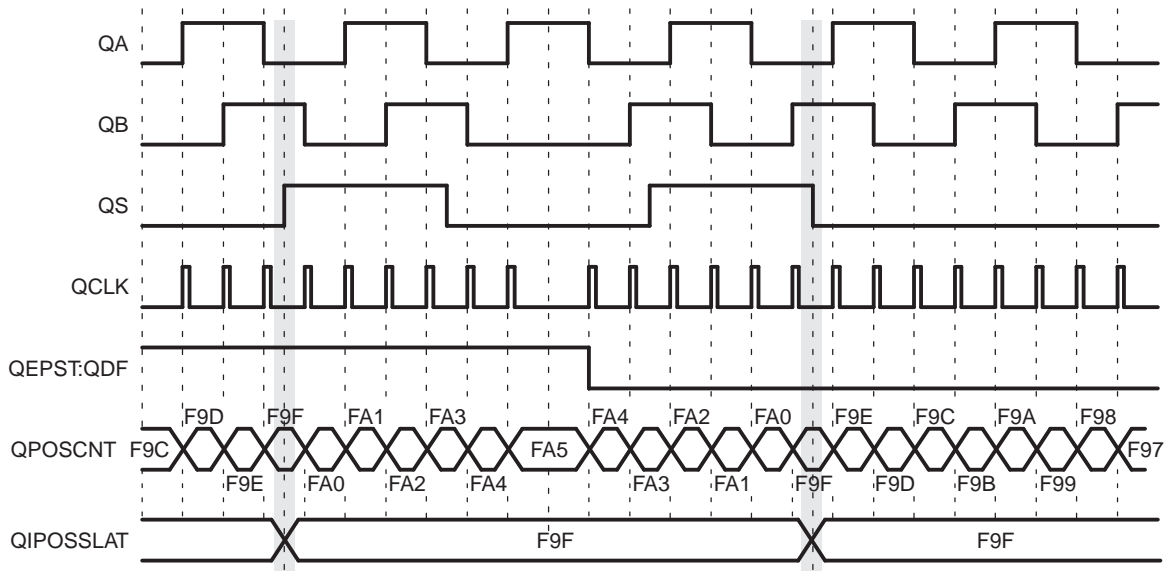 QA
QB
QS
QCLK
QEPST:QDF
F9D F9F FA1 FA3 FA4 FA2 FA0 F9E F9C F9A F98
QPOSCNT F9C FA5 F97
F9E FA0 FA2 FA4 FA3 FA1 F9F F9D F9B F99
QIPOSSLAT F9F F9F